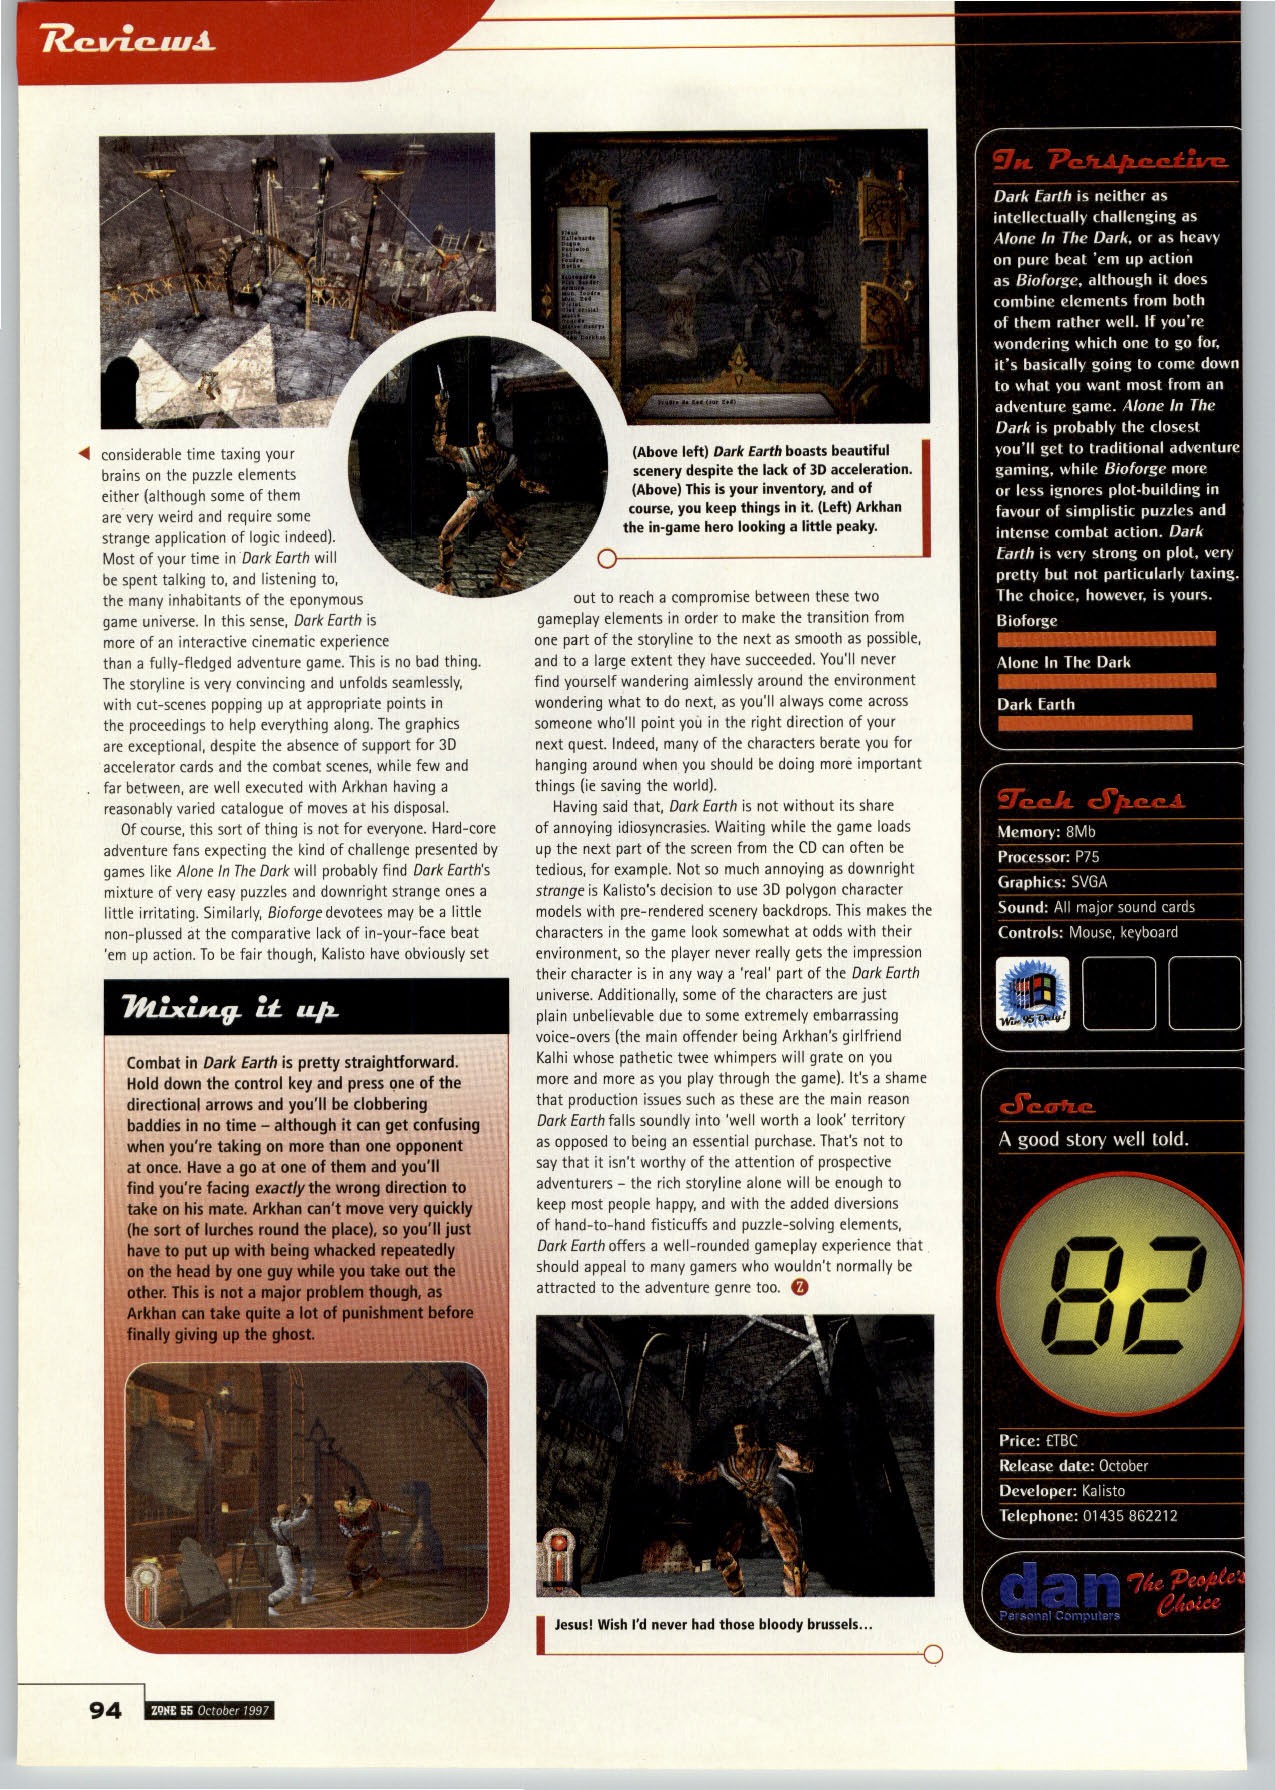 Reviews
considerable time taxing your
brains on the puzzle elements
either (although some of them
are very weird and require some
strange application of logic indeed).
Most of your time in Dark Earth will
be spent talking to, and listening to,
the many inhabitants of the eponymous
game universe. In this sense, Dark Earth is
more of an interactive cinematic experience
than a fully-fledged adventure game. This is no bad thing.
The storyline is very convincing and unfolds seamlessly,
with cut-scenes popping up at appropriate points in
the proceedings to help everything along. The graphics
are exceptional, despite the absence of support for 3D
accelerator cards and the combat scenes, while few and
far between, are well executed with Arkhan having a
reasonably varied catalogue of moves at his disposal.
Of course, this sort of thing is not for everyone. Hard-core
adventure fans expecting the kind of challenge presented by
games like Alone In The Dark will probably find Dark Earth's
mixture of very easy puzzles and downright strange ones a
little irritating. Similarly, Bioforge devotees may be a little
non-plussed at the comparative lack of in-your-face beat
'em up action. To be fair though, Kalisto have obviously set
Mixing it up
Combat in Dark Earth is pretty straightforward.
Hold down the control key and press one of the
directional arrows and you'll be clobbering
baddies in no time – although it can get confusing
when you're taking on more than one opponent
at once. Have a go at one of them and you'll
find you're facing exactly the wrong direction to
take on his mate. Arkhan can't move very quickly
(he sort of lurches round the place), so you'll just
have to put up with being whacked repeatedly
on the head by one guy while you take out the
other. This is not a major problem though, as
Arkhan can take quite a lot of punishment before
finally giving up the ghost.
(Above left) Dark Earth boasts beautiful
scenery despite the lack of 3D acceleration.
(Above) This is your inventory, and of
course, you keep things in it. (Left) Arkhan
the in-game hero looking a little peaky.
out to reach a compromise between these two
gameplay elements in order to make the transition from
one part of the storyline to the next as smooth as possible,
and to a large extent they have succeeded. You'll never
find yourself wandering aimlessly around the environment
wondering what to do next, as you'll always come across
someone who'll point you in the right direction of your
next quest. Indeed, many of the characters berate you for
hanging around when you should be doing more important
things (ie saving the world).
Having said that, Dark Earth is not without its share
of annoying idiosyncrasies. Waiting while the game loads
up the next part of the screen from the CD can often be
tedious, for example. Not so much annoying as downright
strange is Kalisto's decision to use 3D polygon character
models with pre-rendered scenery backdrops. This makes the
characters in the game look somewhat at odds with their
environment, so the player never really gets the impression
their character is in any way a 'real' part of the Dark Earth
universe. Additionally, some of the characters are just
plain unbelievable due to some extremely embarrassing
voice-overs (the main offender being Arkhan's girlfriend
Kalhi whose pathetic twee whimpers will grate on you
more and more as you play through the game). It's a shame
that production issues such as these are the main reason
Dark Earth falls soundly into 'well worth a look' territory
as opposed to being an essential purchase. That's not to
say that it isn't worthy of the attention of prospective
adventurers – the rich storyline alone will be enough to
keep most people happy, and with the added diversions
of hand-to-hand fisticuffs and puzzle-solving elements,
Dark Earth offers a well-rounded gameplay experience that
should appeal to many gamers who wouldn't normally be
attracted to the adventure genre too. Z
Jesus! Wish I'd never had those bloody brussels...
In Perspective
Dark Earth is neither as
intellectually challenging as
Alone In The Dark, or as heavy
on pure beat 'em up action
as Bioforge, although it does
combine elements from both
of them rather well. If you're
wondering which one to go for,
it's basically going to come down
to what you want most from an
adventure game. Alone In The
Dark is probably the closest
you'll get to traditional adventure
gaming, while Bioforge more
or less ignores plot-building in
favour of simplistic puzzles and
intense combat action. Dark
Earth is very strong on plot, very
pretty but not particularly taxing.
The choice, however, is yours.
Bioforge
Alone In The Dark
Dark Earth
Tech Specs
Memory: 8Mb
Processor: P75
Graphics: SVGA
Sound: All major sound cards
Controls: Mouse, keyboard
Win 95 Only!
Score
A good story well told.
82
Price: £TBC
Release date: October
Developer: Kalisto
Telephone: 01435 862212
dan The People's
Personal Computers Choice
94 ZONE 55 October 1997